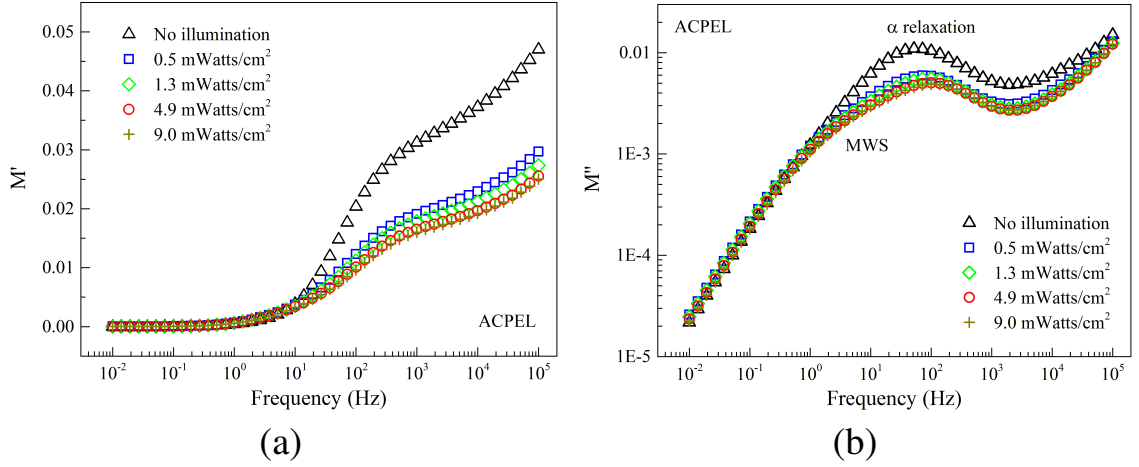 No illumination
0.5 mWatts/cm²
1.3 mWatts/cm²
4.9 mWatts/cm²
9.0 mWatts/cm²
0.05
0.04
0.03
0.02
0.01
0.00
M'
ACPEL
10⁻² 10⁻¹ 10⁰ 10¹ 10² 10³ 10⁴ 10⁵
Frequency (Hz)
(a)
ACPEL
α relaxation
MWS
0.01
1E-3
1E-4
1E-5
M''
No illumination
0.5 mWatts/cm²
1.3 mWatts/cm²
4.9 mWatts/cm²
9.0 mWatts/cm²
10⁻² 10⁻¹ 10⁰ 10¹ 10² 10³ 10⁴ 10⁵
Frequency (Hz)
(b)